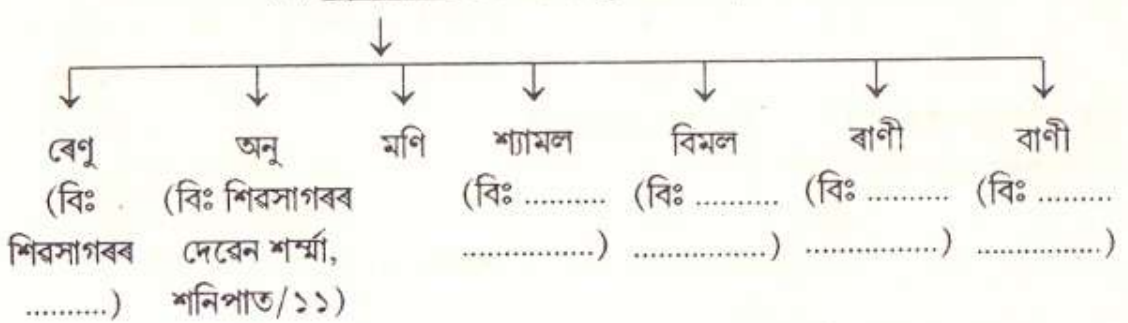 ৰেণু অনু মণি শ্যামল বিমল ৰাণী বাণী
(বিঃ (বিঃ শিৱসাগৰৰ (বিঃ .......... (বিঃ .......... (বিঃ .......... (বিঃ ..........
শিৱসাগৰৰ দেৱেন শৰ্ম্মা, ................) ................) ................) ................)
..........) শনিপাত/১১)